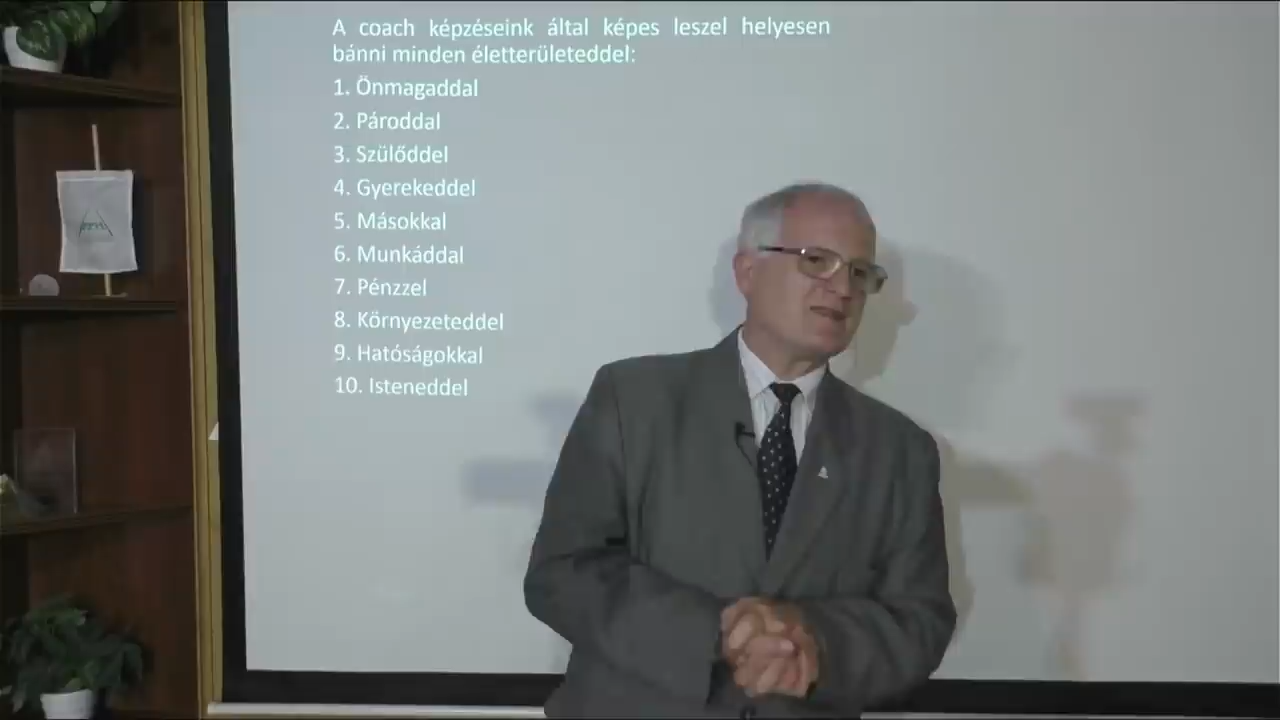 A coach képzéseink által képes leszel helyesen
bánni minden életterületeddel:
1. Önmagaddal
2. Pároddal
3. Szülőddel
4. Gyerekeddel
5. Másokkal
6. Munkáddal
7. Pénzzel
8. Környezeteddel
9. Hatóságokkal
10. Isteneddel